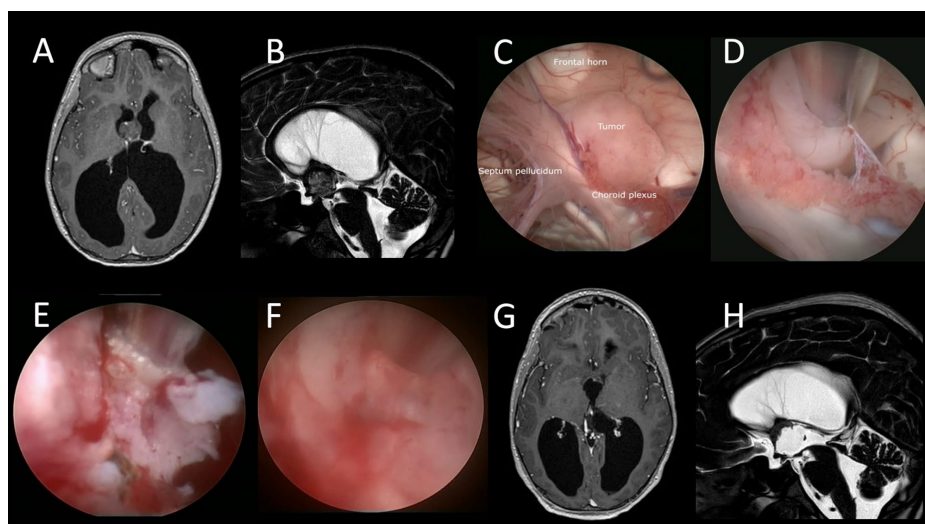 A
B
C
D
Frontal horn
Tumor
Septum pellucidum
Choroid plexus
E
F
G
H